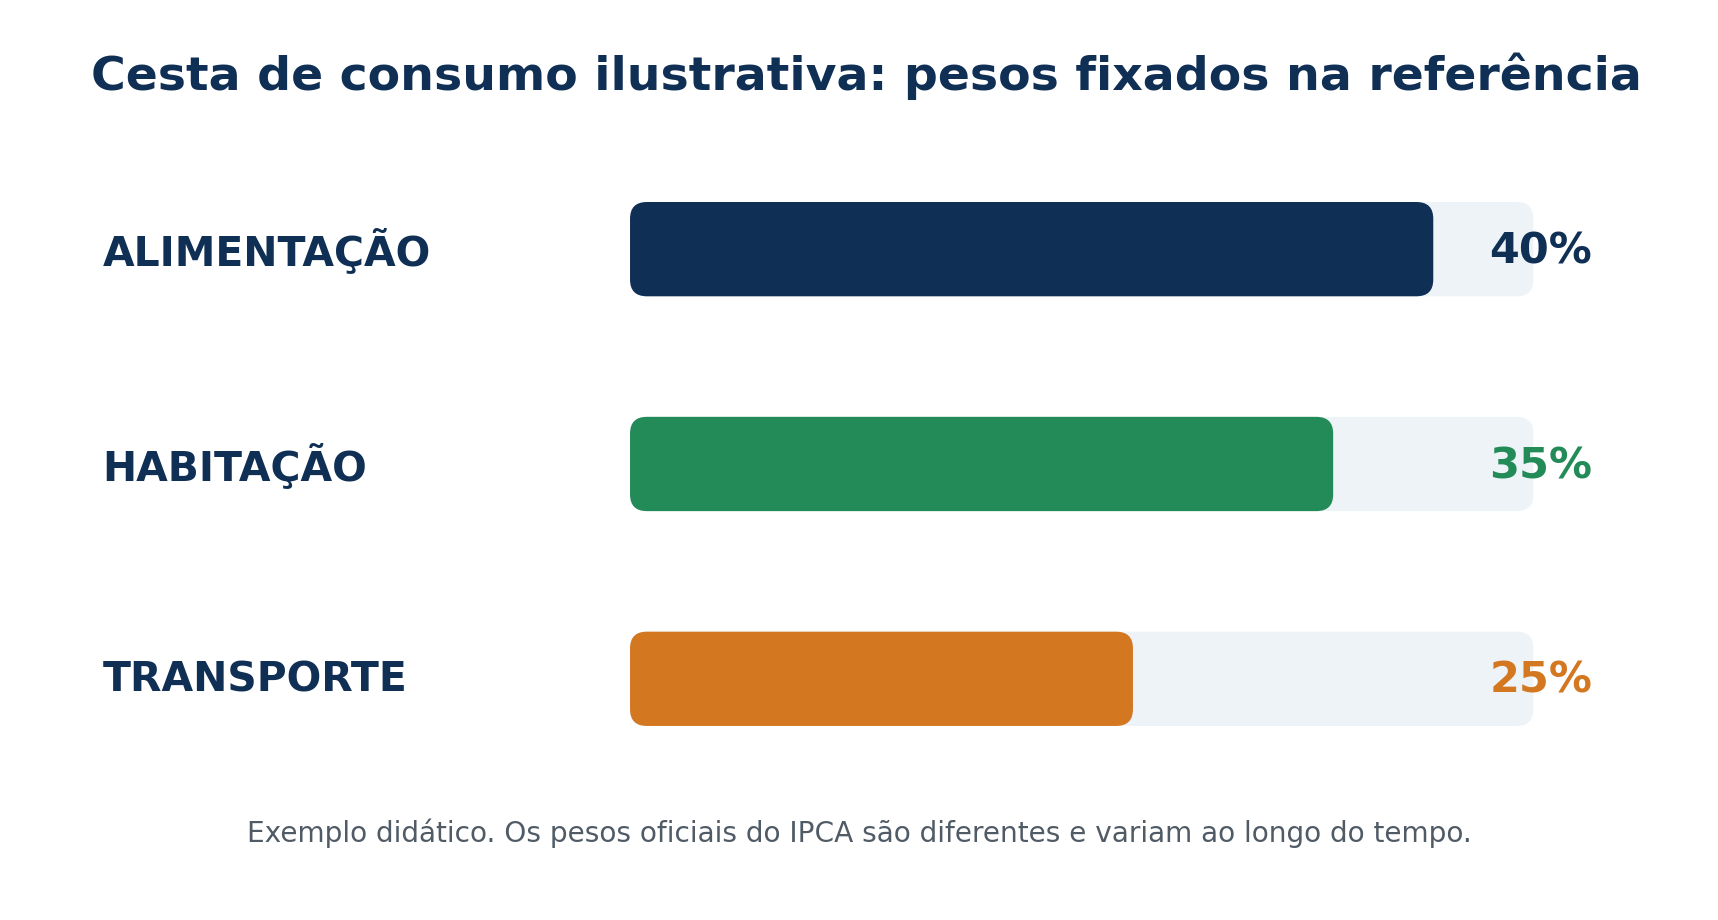 Cesta de consumo ilustrativa: pesos fixados na referência
ALIMENTAÇÃO 40%
HABITAÇÃO 35%
TRANSPORTE 25%
Exemplo didático. Os pesos oficiais do IPCA são diferentes e variam ao longo do tempo.